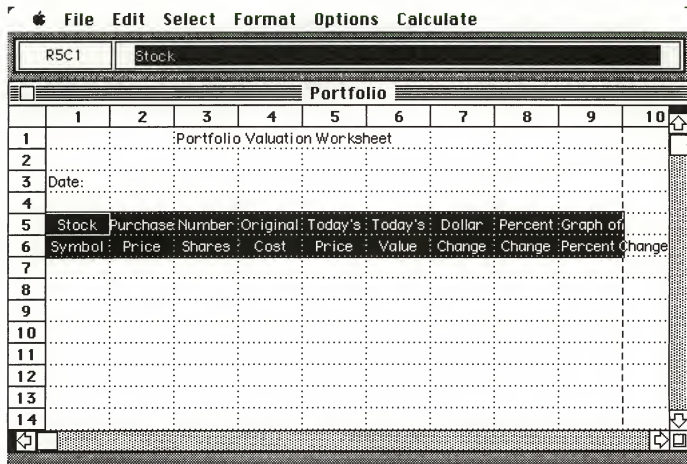 File Edit Select Format Options Calculate
R5C1 Stock
Portfolio
1 2 3 4 5 6 7 8 9 10
1 Portfolio Valuation Worksheet
2
3 Date:
4
5 Stock Purchase Number Original Today's Today's Dollar Percent Graph of
6 Symbol Price Shares Cost Price Value Change Change Percent Change
7
8
9
10
11
12
13
14